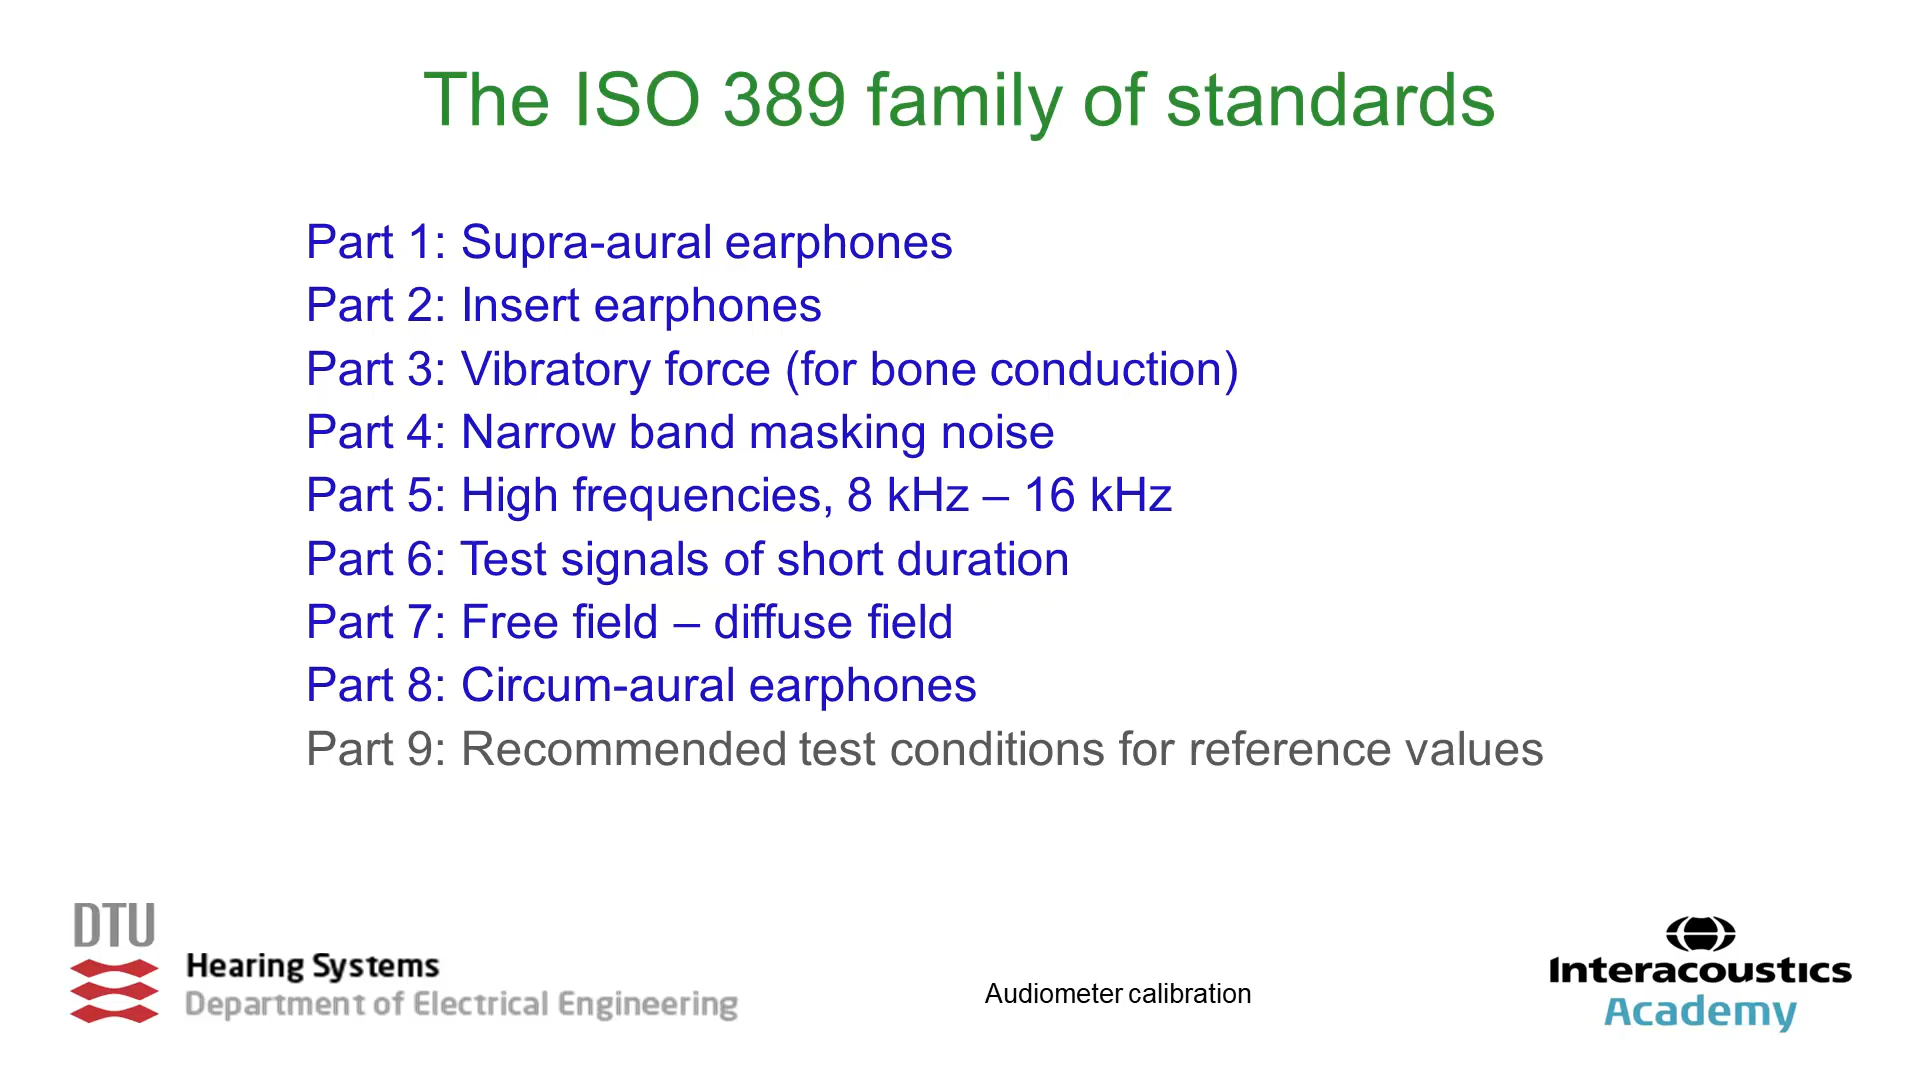 The ISO 389 family of standards
Part 1: Supra-aural earphones
Part 2: Insert earphones
Part 3: Vibratory force (for bone conduction)
Part 4: Narrow band masking noise
Part 5: High frequencies, 8 kHz – 16 kHz
Part 6: Test signals of short duration
Part 7: Free field – diffuse field
Part 8: Circum-aural earphones
Part 9: Recommended test conditions for reference values
DTU
Hearing Systems
Department of Electrical Engineering
Audiometer calibration
Interacoustics
Academy